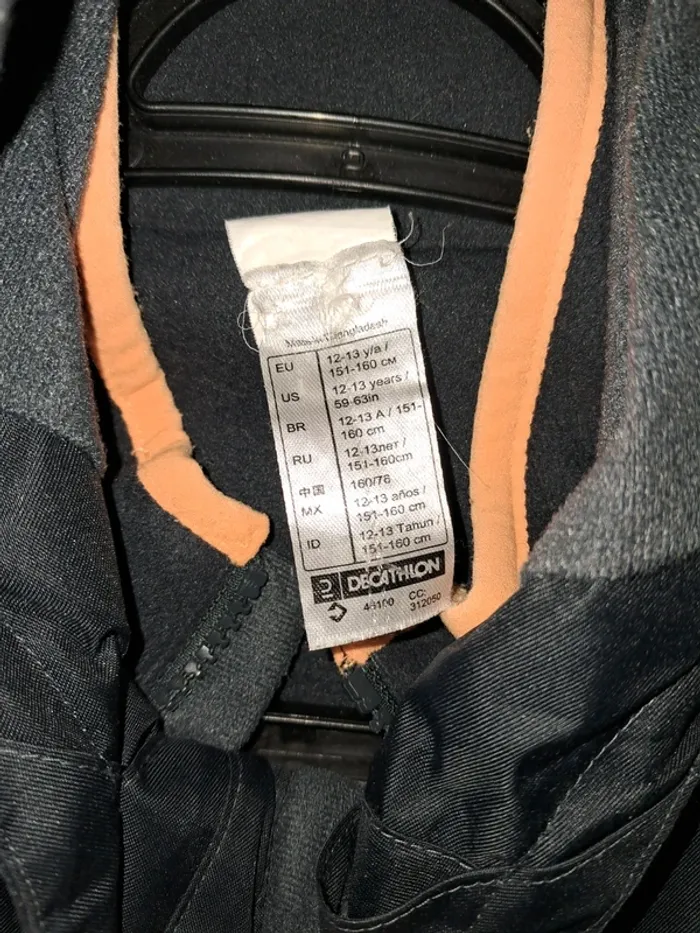 Made in Bangladesh
EU 12-13 y/a /
151-160 см
US 12-13 years /
59-63in
BR 12-13 A / 151-
160 cm
RU 12-13лет /
151-160cm
中国 160/76
MX 12-13 años /
151-160 cm
ID 12-13 Tahun /
151-160 cm
DECATHLON
CC:
312050